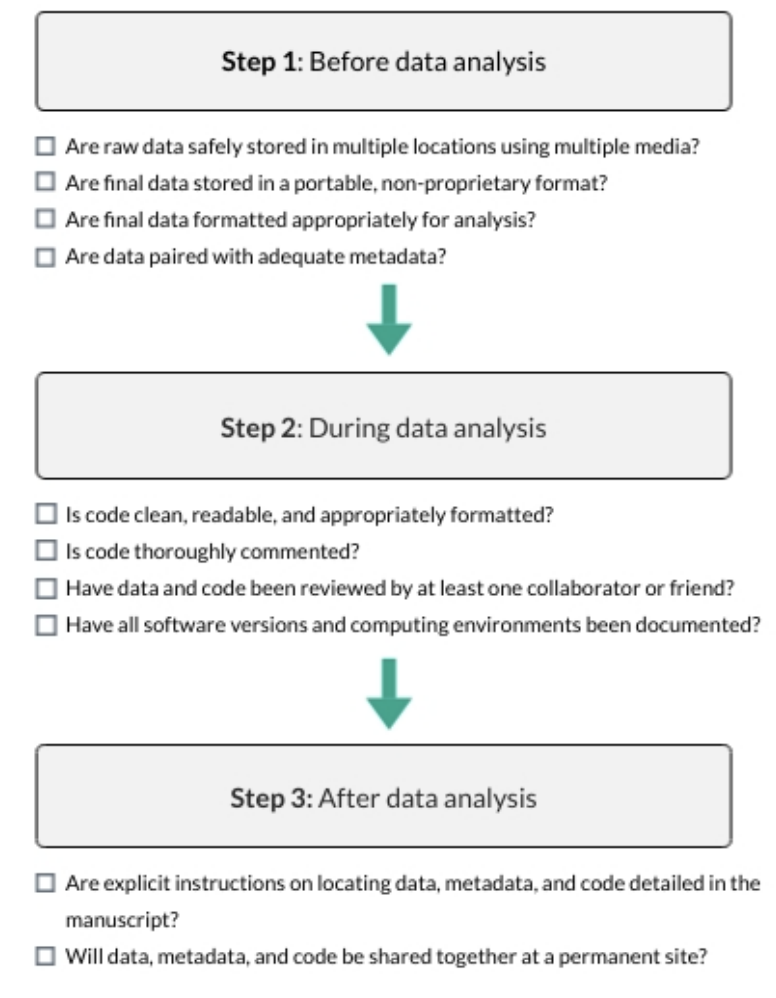 Step 1: Before data analysis
Are raw data safely stored in multiple locations using multiple media?
Are final data stored in a portable, non-proprietary format?
Are final data formatted appropriately for analysis?
Are data paired with adequate metadata?
Step 2: During data analysis
Is code clean, readable, and appropriately formatted?
Is code thoroughly commented?
Have data and code been reviewed by at least one collaborator or friend?
Have all software versions and computing environments been documented?
Step 3: After data analysis
Are explicit instructions on locating data, metadata, and code detailed in the
manuscript?
Will data, metadata, and code be shared together at a permanent site?